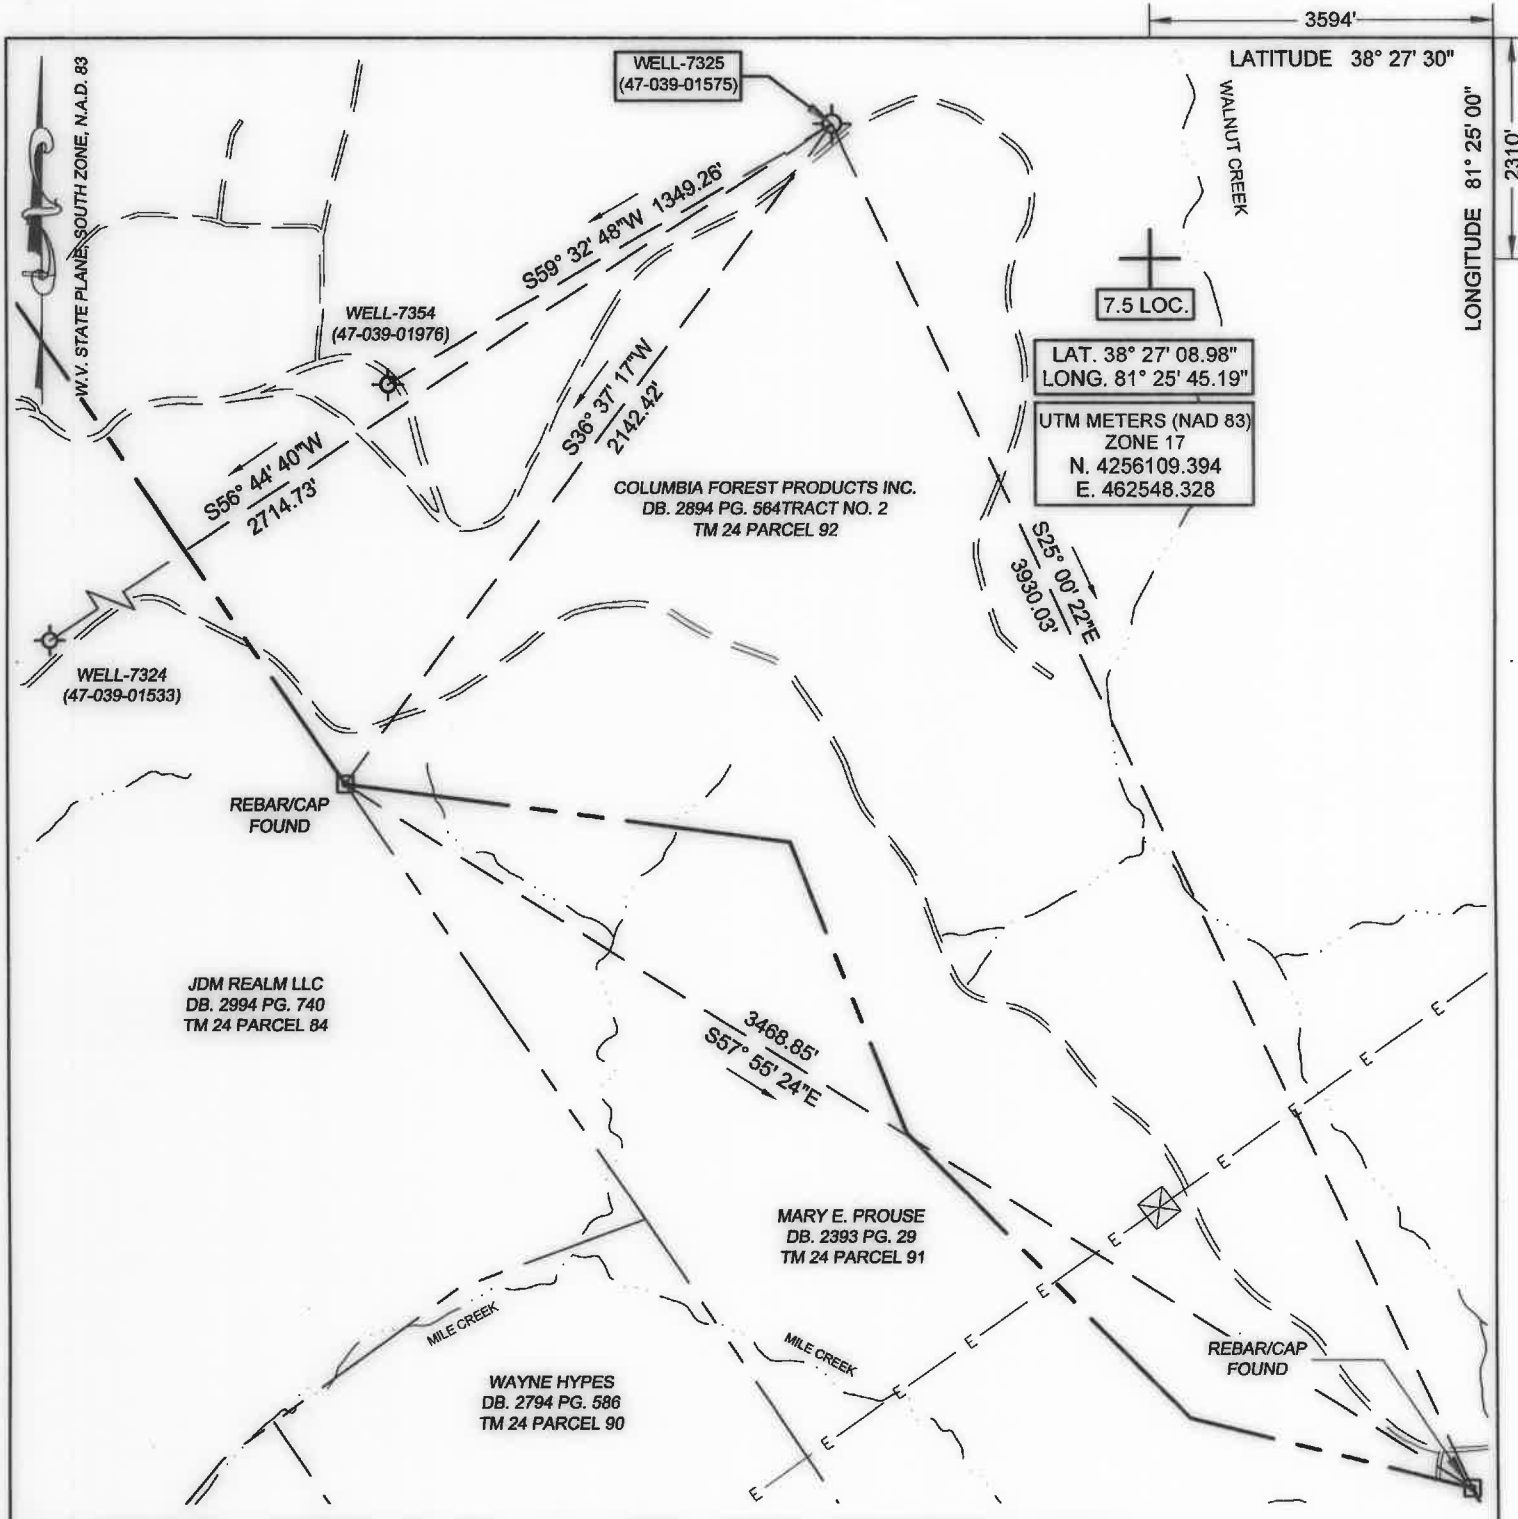 3594'
LATITUDE 38° 27' 30"
LONGITUDE 81° 25' 00"
2310'
W.V. STATE PLANE, SOUTH ZONE, N.A.D. 83
WELL-7325
(47-039-01575)
WALNUT CREEK
S59° 32' 48"W 1349.26'
7.5 LOC.
WELL-7354
(47-039-01976)
LAT. 38° 27' 08.98"
LONG. 81° 25' 45.19"
UTM METERS (NAD 83)
ZONE 17
N. 4256109.394
E. 462548.328
S36° 37' 17"W
2142.42'
S56° 44' 40"W
2714.73'
COLUMBIA FOREST PRODUCTS INC.
DB. 2894 PG. 564TRACT NO. 2
TM 24 PARCEL 92
S25° 00' 22"E
3930.03'
WELL-7324
(47-039-01533)
REBAR/CAP
FOUND
JDM REALM LLC
DB. 2994 PG. 740
TM 24 PARCEL 84
3468.85'
S57° 55' 24"E
E
E
E
E
E
E
E
E
E
E
MARY E. PROUSE
DB. 2393 PG. 29
TM 24 PARCEL 91
MILE CREEK
MILE CREEK
REBAR/CAP
FOUND
WAYNE HYPES
DB. 2794 PG. 586
TM 24 PARCEL 90